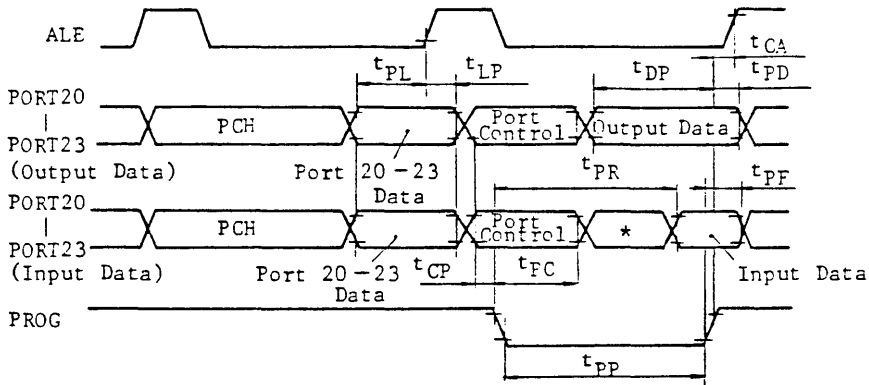 ALE
tCA
tPL
tLP
tDP
tPD
PORT20
|
PORT23
(Output Data)
PCH
Port
Control
Output Data
Port 20-23
Data
tPR
tPF
PORT20
|
PORT23
(Input Data)
PCH
Port
Control
*
Port 20-23
Data
tCP
tPC
Input Data
PROG
tPP